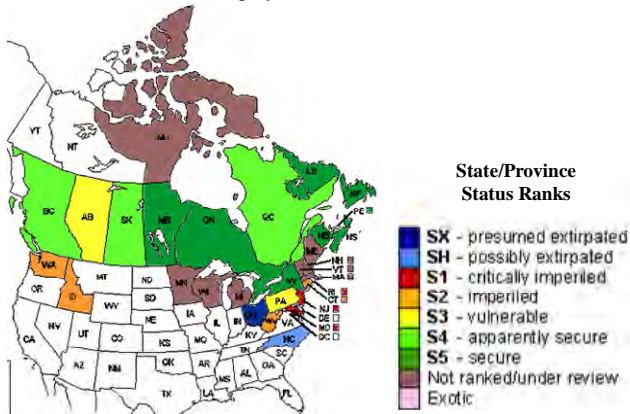 YT
NT
NU
BC
AB
SK
MB
ON
QC
LB
NF
PE
NB
NS
ME
WA
MT
ND
MN
OR
ID
WY
SD
WI
MI
NY
NH
VT
MA
RI
CT
NJ
DE
MD
DC
PA
OH
WV
VA
NV
UT
CO
NE
IA
IL
IN
KY
CA
AZ
NM
KS
OK
TX
MO
AR
LA
TN
MS
AL
GA
NC
SC
FL
State/Province
Status Ranks
SX - presumed extirpated
SH - possibly extirpated
S1 - critically imperiled
S2 - imperiled
S3 - vulnerable
S4 - apparently secure
S5 - secure
Not ranked/under review
Exotic